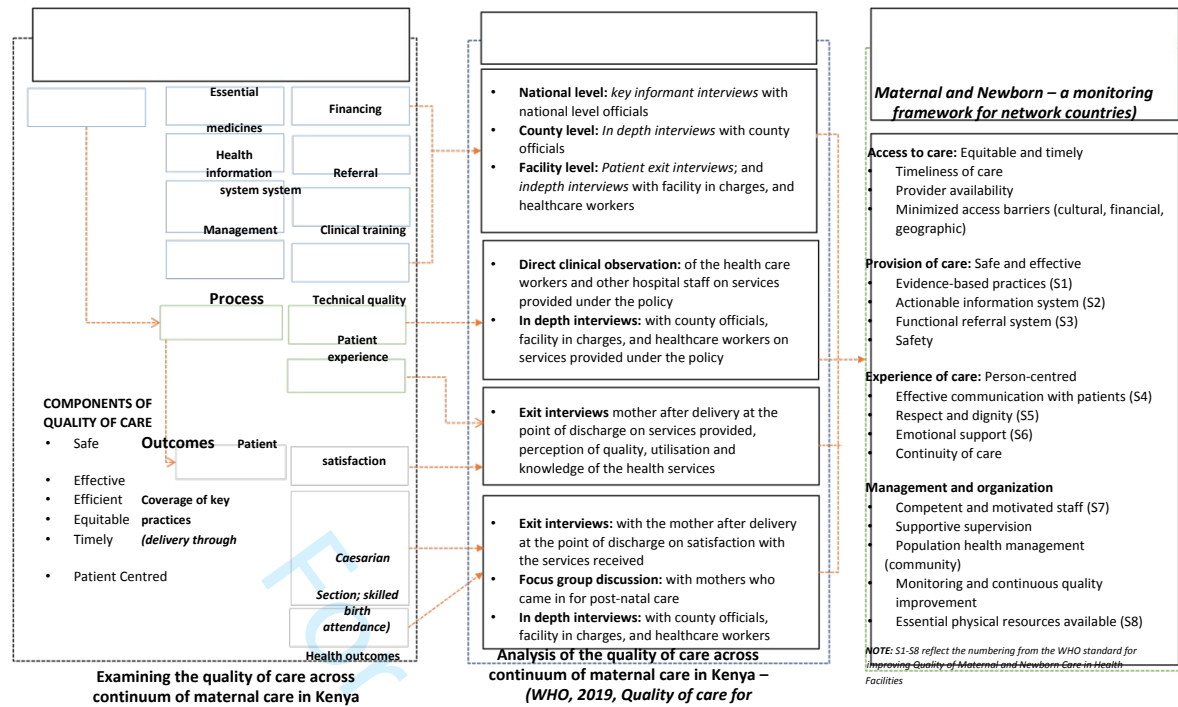 Essential
medicines
Financing
Health
information
system system
Referral
Management
Clinical training
Process
Technical quality
Patient
experience
COMPONENTS OF
QUALITY OF CARE
• Safe
Outcomes Patient
satisfaction
• Effective
• Efficient Coverage of key
• Equitable practices
• Timely (delivery through
Caesarian
• Patient Centred
Section; skilled
birth
attendance)
Health outcomes
Examining the quality of care across
continuum of maternal care in Kenya
For
• National level: key informant interviews with
national level officials
• County level: In depth interviews with county
officials
• Facility level: Patient exit interviews; and
indepth interviews with facility in charges, and
healthcare workers
• Direct clinical observation: of the health care
workers and other hospital staff on services
provided under the policy
• In depth interviews: with county officials,
facility in charges, and healthcare workers on
services provided under the policy
• Exit interviews mother after delivery at the
point of discharge on services provided,
perception of quality, utilisation and
knowledge of the health services
• Exit interviews: with the mother after delivery
at the point of discharge on satisfaction with
the services received
• Focus group discussion: with mothers who
came in for post-natal care
• In depth interviews: with county officials,
facility in charges, and healthcare workers
Analysis of the quality of care across
continuum of maternal care in Kenya –
(WHO, 2019, Quality of care for
Maternal and Newborn – a monitoring
framework for network countries)
Access to care: Equitable and timely
• Timeliness of care
• Provider availability
• Minimized access barriers (cultural, financial,
geographic)
Provision of care: Safe and effective
• Evidence-based practices (S1)
• Actionable information system (S2)
• Functional referral system (S3)
• Safety
Experience of care: Person-centred
• Effective communication with patients (S4)
• Respect and dignity (S5)
• Emotional support (S6)
• Continuity of care
Management and organization
• Competent and motivated staff (S7)
• Supportive supervision
• Population health management
(community)
• Monitoring and continuous quality
improvement
• Essential physical resources available (S8)
NOTE: S1-S8 reflect the numbering from the WHO standard for
improving Quality of Maternal and Newborn Care in Health
Facilities